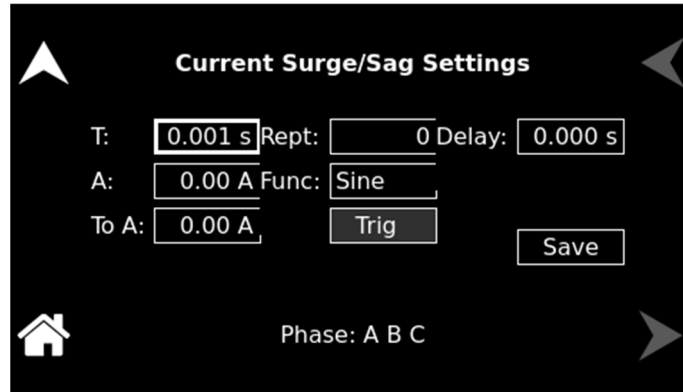 Current Surge/Sag Settings
T: 0.001 s Rept: 0 Delay: 0.000 s
A: 0.00 A Func: Sine
To A: 0.00 A Trig
Save
Phase: A B C